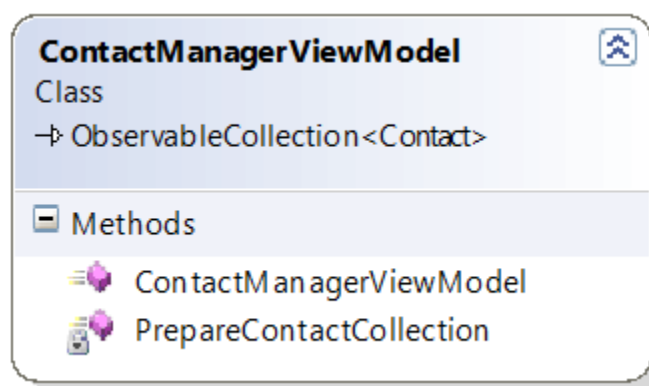 ContactManagerViewModel
Class
ObservableCollection<Contact>
Methods
ContactManagerViewModel
PrepareContactCollection